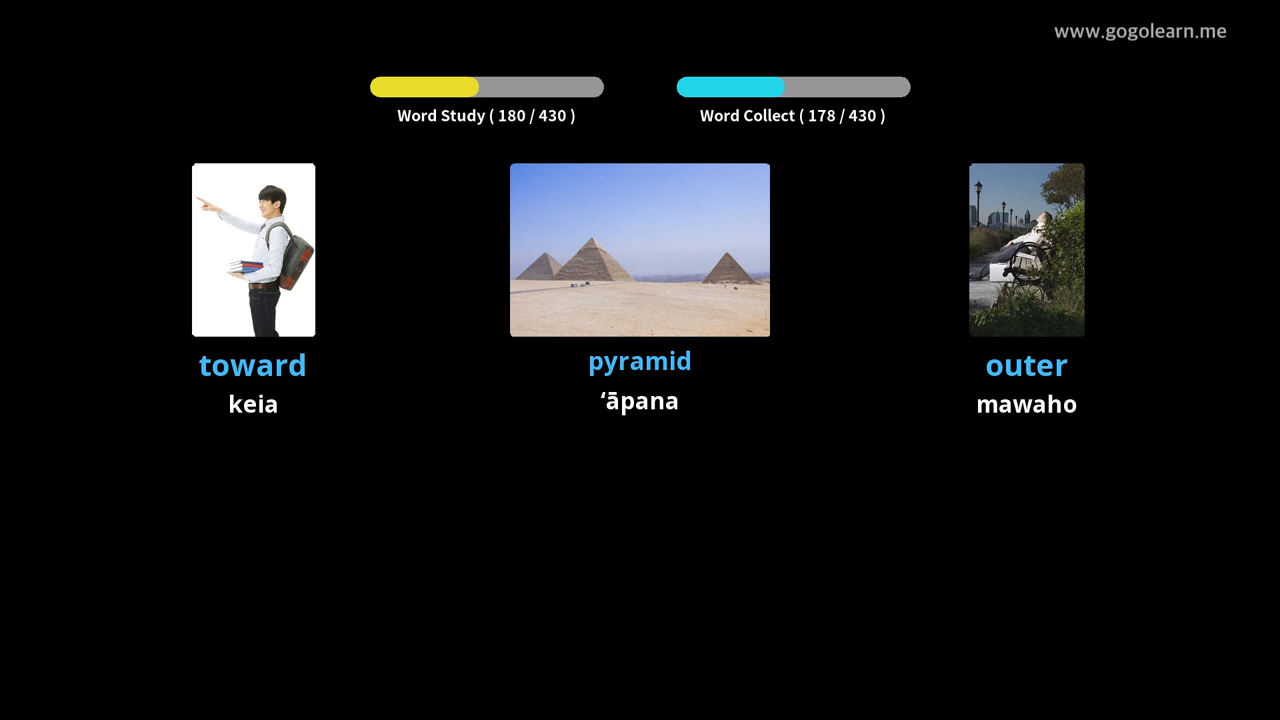 www.gogolearn.me
Word Study ( 180 / 430 )
Word Collect ( 178 / 430 )
toward
keia
pyramid
ʻāpana
outer
mawaho